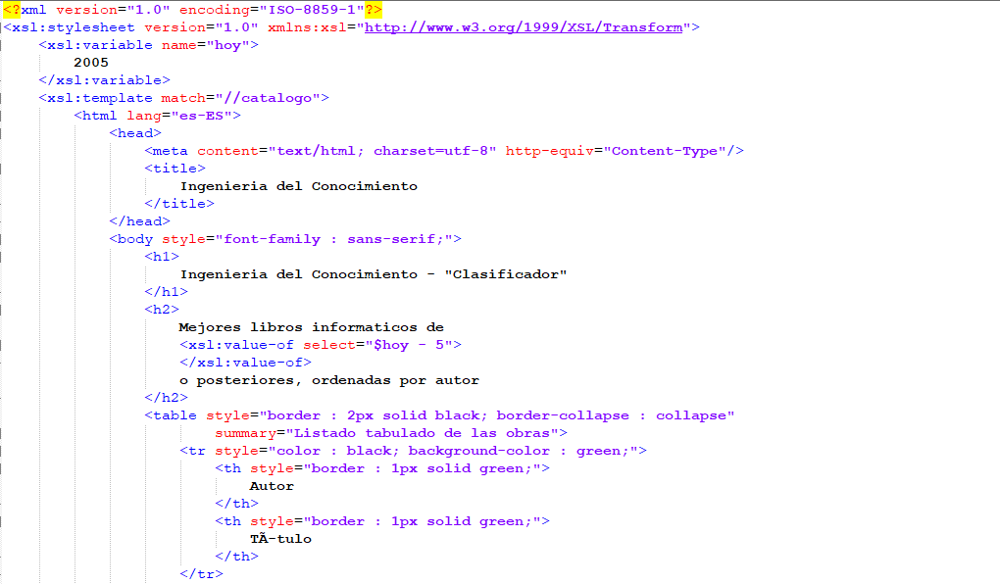 <?xml version="1.0" encoding="ISO-8859-1"?>
<xsl:stylesheet version="1.0" xmlns:xsl="http://www.w3.org/1999/XSL/Transform">
<xsl:variable name="hoy">
2005
</xsl:variable>
<xsl:template match="//catalogo">
<html lang="es-ES">
<head>
<meta content="text/html; charset=utf-8" http-equiv="Content-Type"/>
<title>
Ingenieria del Conocimiento
</title>
</head>
<body style="font-family : sans-serif;">
<h1>
Ingenieria del Conocimiento - "Clasificador"
</h1>
<h2>
Mejores libros informaticos de
<xsl:value-of select="$hoy - 5">
</xsl:value-of>
o posteriores, ordenadas por autor
</h2>
<table style="border : 2px solid black; border-collapse : collapse"
summary="Listado tabulado de las obras">
<tr style="color : black; background-color : green;">
<th style="border : 1px solid green;">
Autor
</th>
<th style="border : 1px solid green;">
TÃ-tulo
</th>
</tr>